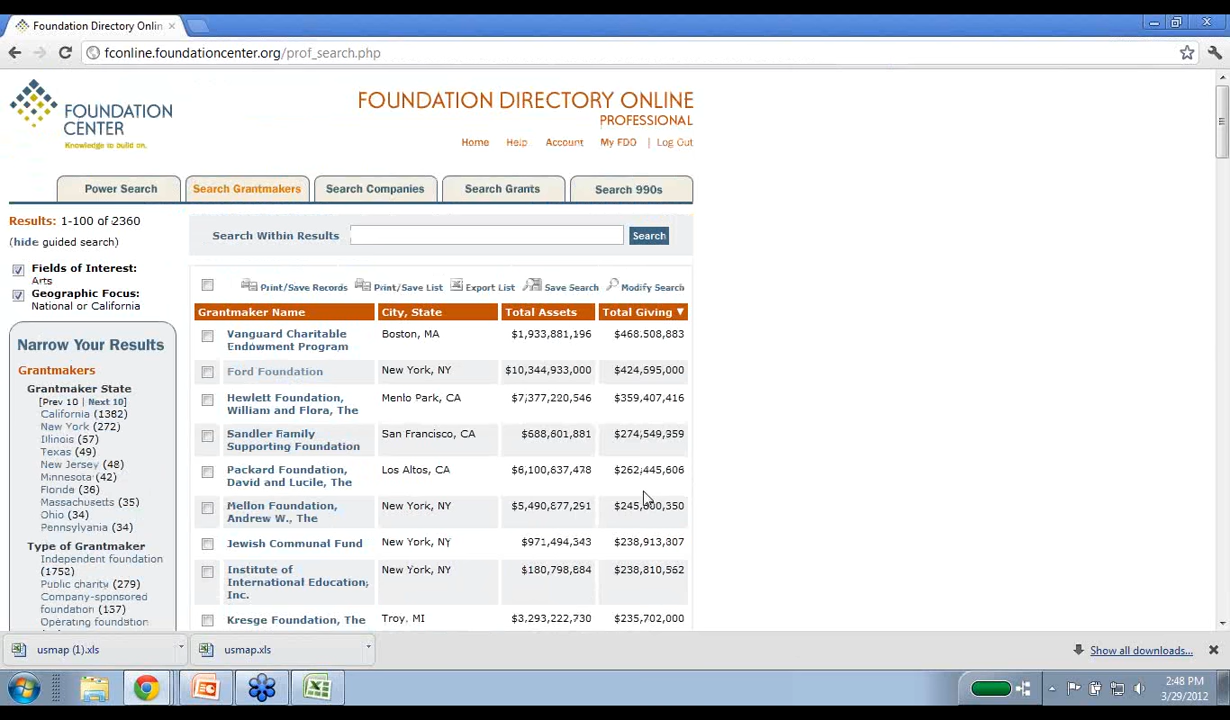 Foundation Directory Onlin
fconline.foundationcenter.org/prof_search.php
FOUNDATION
CENTER
Knowledge to build on.
FOUNDATION DIRECTORY ONLINE
PROFESSIONAL
Home Help Account My FDO | Log Out
Power Search Search Grantmakers Search Companies Search Grants Search 990s
Results: 1-100 of 2360
(hide guided search)
Fields of Interest:
Arts
Geographic Focus:
National or California
Narrow Your Results
Grantmakers
Grantmaker State
[Prev 10 | Next 10]
California (1382)
New York (272)
Illinois (57)
Texas (49)
New Jersey (48)
Minnesota (42)
Florida (36)
Massachusetts (35)
Ohio (34)
Pennsylvania (34)
Type of Grantmaker
Independent foundation
(1752)
Public charity (279)
Company-sponsored
foundation (137)
Operating foundation
Search Within Results Search
Print/Save Records Print/Save List Export List Save Search Modify Search
Grantmaker Name City, State Total Assets Total Giving ▼
Vanguard Charitable Boston, MA $1,933,881,196 $468,508,883
Endowment Program
Ford Foundation New York, NY $10,344,933,000 $424,595,000
Hewlett Foundation, Menlo Park, CA $7,377,220,546 $359,407,416
William and Flora, The
Sandler Family San Francisco, CA $688,601,881 $274,549,959
Supporting Foundation
Packard Foundation, Los Altos, CA $6,100,637,478 $262,445,606
David and Lucile, The
Mellon Foundation, New York, NY $5,490,877,291
Andrew W., The
Jewish Communal Fund New York, NY $971,494,343 $238,913,307
Institute of New York, NY $180,798,884 $238,810,562
International Education,
Inc.
Kresge Foundation, The Troy, MI $3,293,222,730 $235,702,000
usmap (1).xls usmap.xls Show all downloads...
2:48 PM
3/29/2012